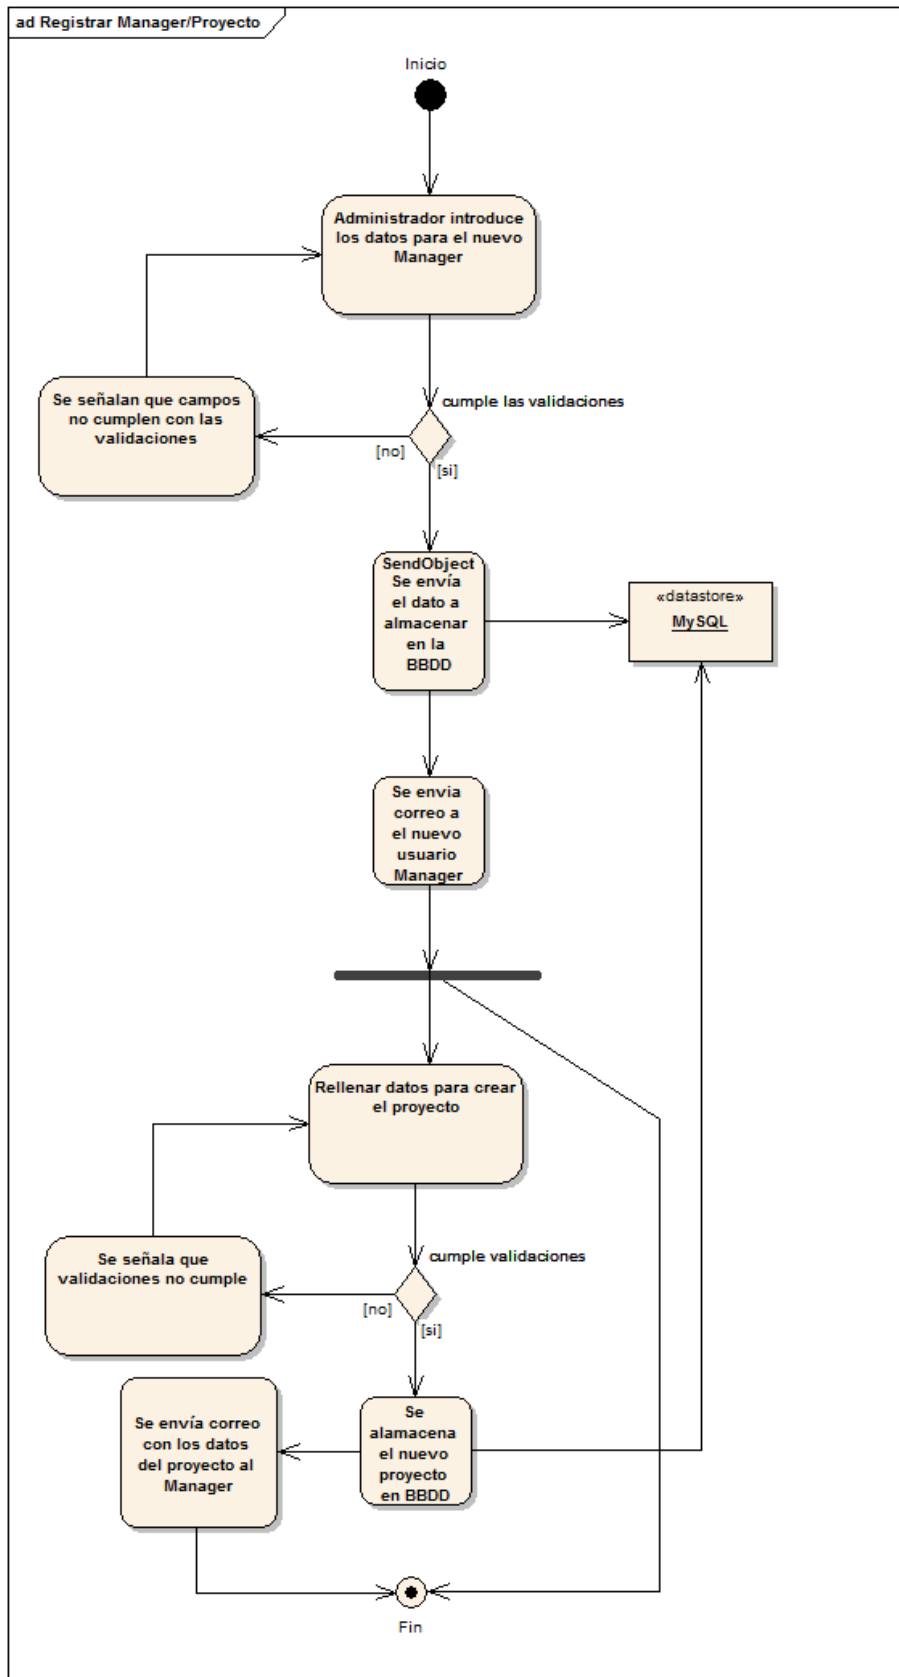 ad Registrar Manager/Proyecto
Inicio
Administrador introduce
los datos para el nuevo
Manager
Se señalan que campos
no cumplen con las
validaciones
cumple las validaciones
[no]
[si]
SendObject
Se envía
el dato a
almacenar
en la
BBDD
«datastore»
MySQL
Se envia
correo a
el nuevo
usuario
Manager
Rellenar datos para crear
el proyecto
Se señala que
validaciones no cumple
cumple validaciones
[no]
[si]
Se envía correo
con los datos
del proyecto al
Manager
Se
alamacena
el nuevo
proyecto
en BBDD
Fin